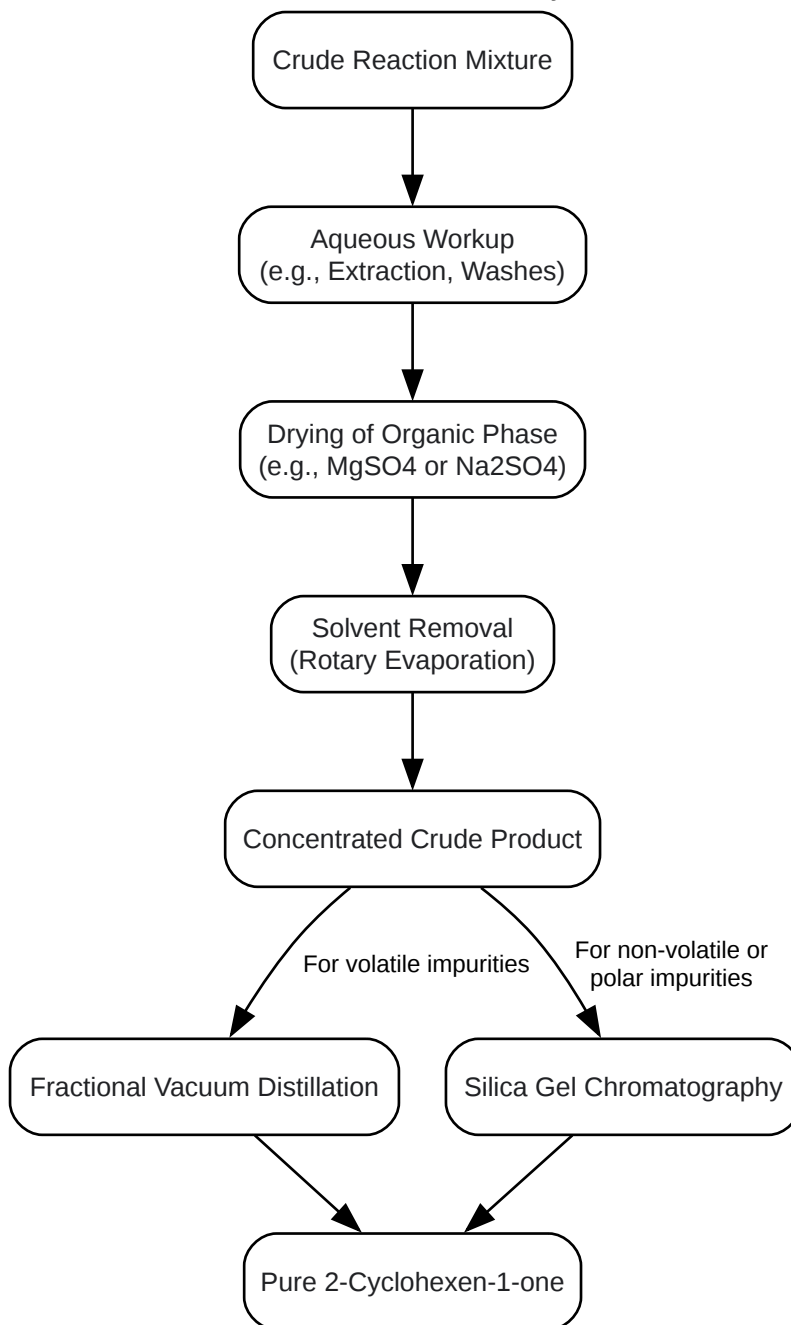 Crude Reaction Mixture
Aqueous Workup
(e.g., Extraction, Washes)
Drying of Organic Phase
(e.g., MgSO4 or Na2SO4)
Solvent Removal
(Rotary Evaporation)
Concentrated Crude Product
For volatile impurities
For non-volatile or
polar impurities
Fractional Vacuum Distillation
Silica Gel Chromatography
Pure 2-Cyclohexen-1-one